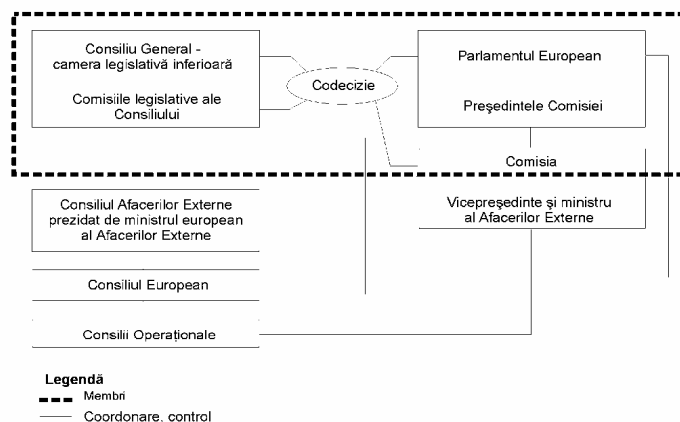 Consiliu General -
camera legislativă inferioară
Comisiile legislative ale
Consiliului
Codecizie
Parlamentul European
Preşedintele Comisiei
Comisia
Vicepreşedinte şi ministru
al Afacerilor Externe
Consiliul Afacerilor Externe
prezidat de ministrul european
al Afacerilor Externe
Consiliul European
Consilii Operaţionale
Legendă
Membri
Coordonare, control